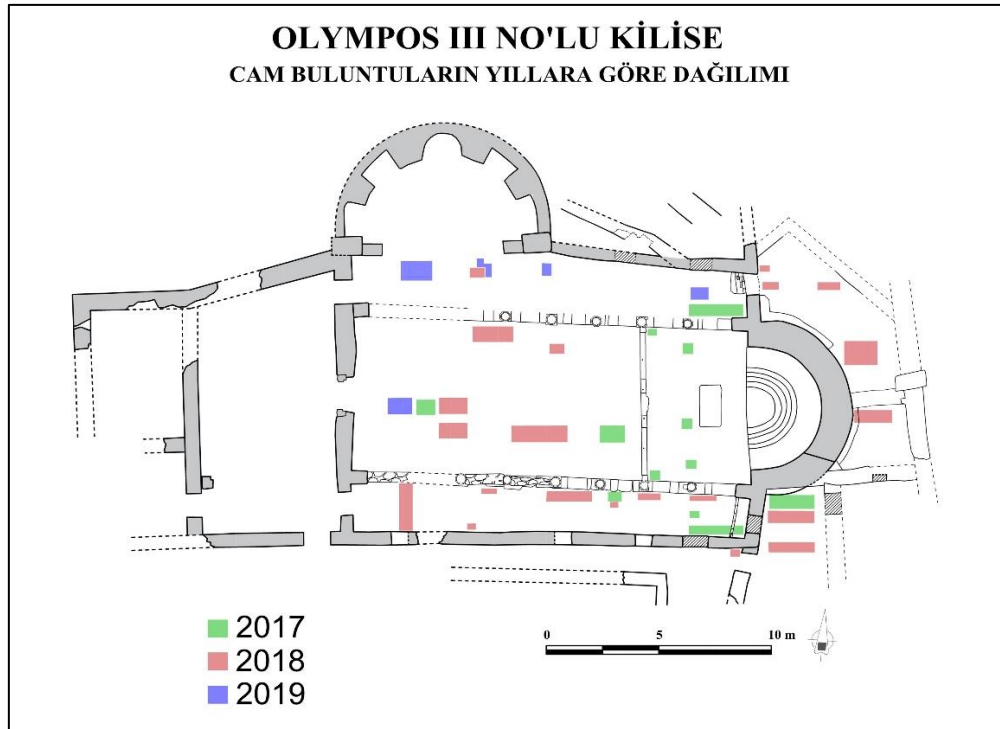 OLYMPOS III NO'LU KİLİSE
CAM BULUNTULARIN YILLARA GÖRE DAĞILIMI
2017
2018
2019
0 5 10 m